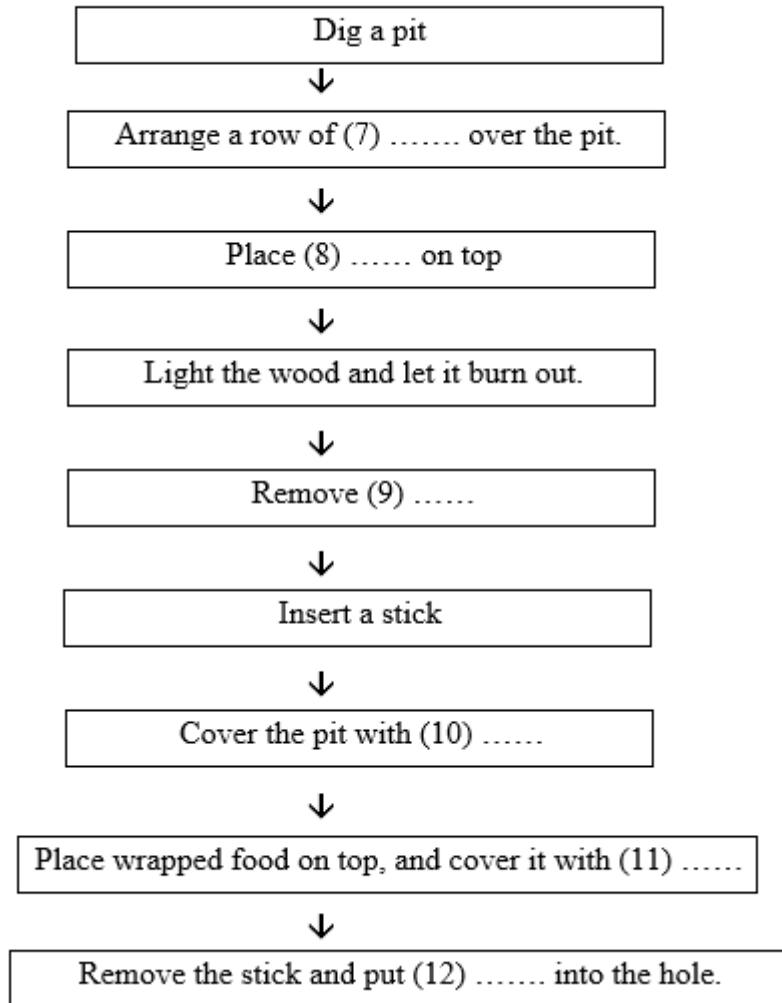 Dig a pit
Arrange a row of (7) ……. over the pit.
Place (8) …… on top
Light the wood and let it burn out.
Remove (9) ……
Insert a stick
Cover the pit with (10) ……
Place wrapped food on top, and cover it with (11) ……
Remove the stick and put (12) ……. into the hole.